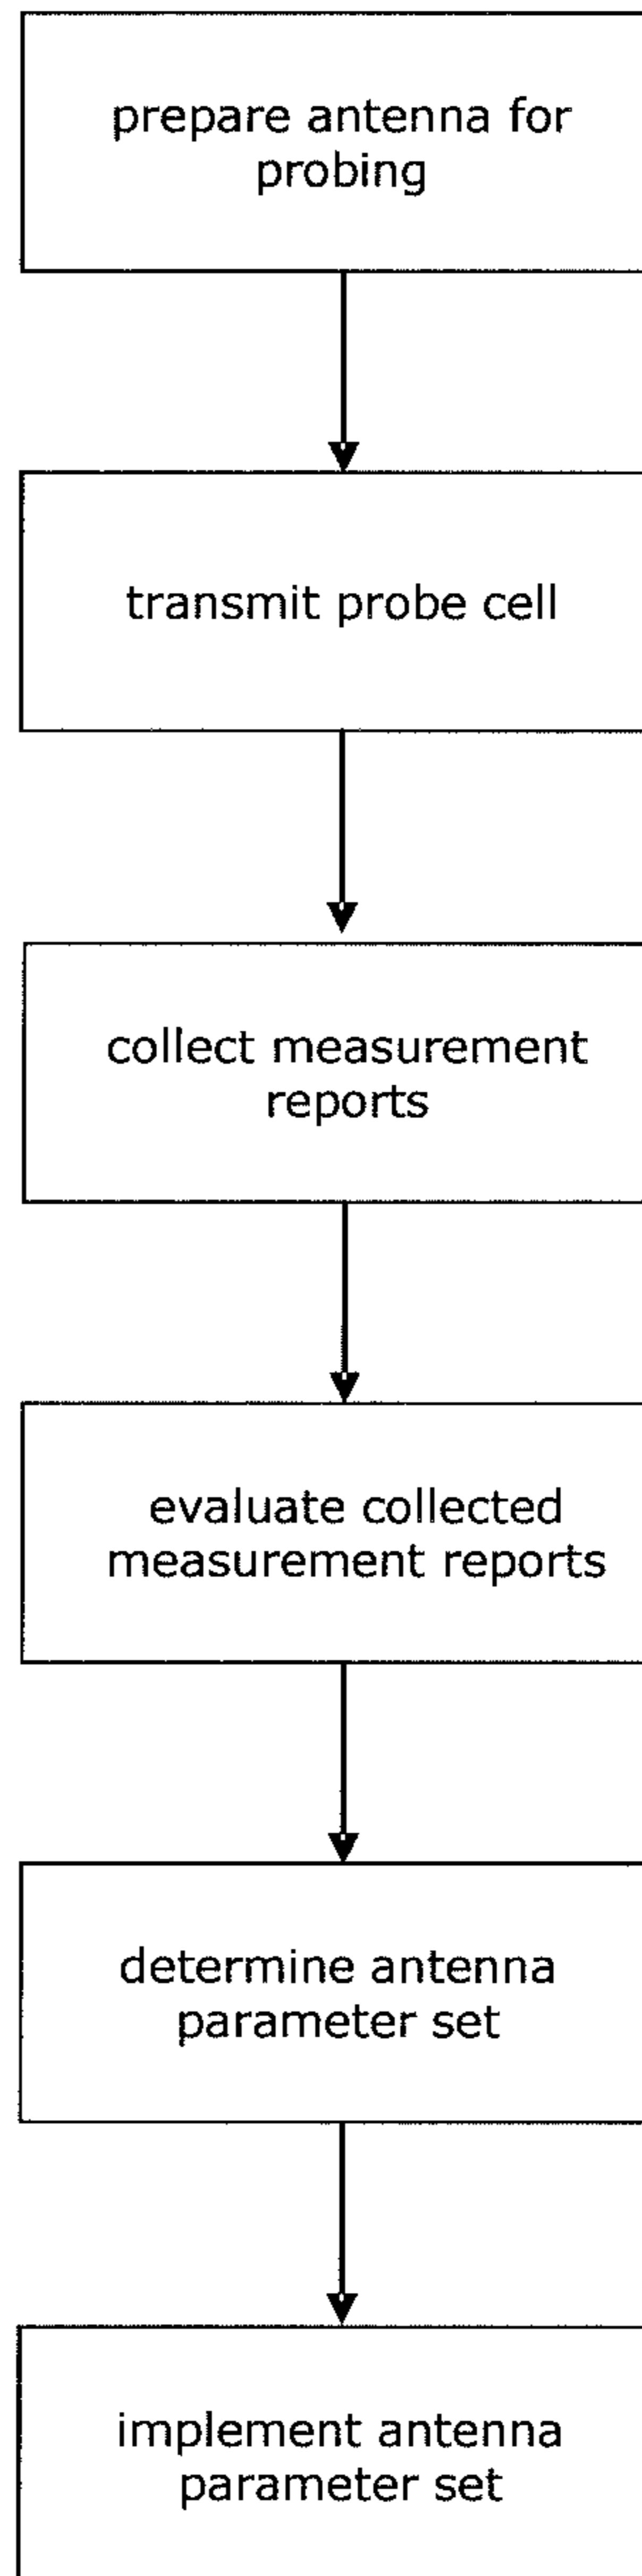 prepare antenna for
probing
transmit probe cell
collect measurement
reports
evaluate collected
measurement reports
determine antenna
parameter set
implement antenna
parameter set